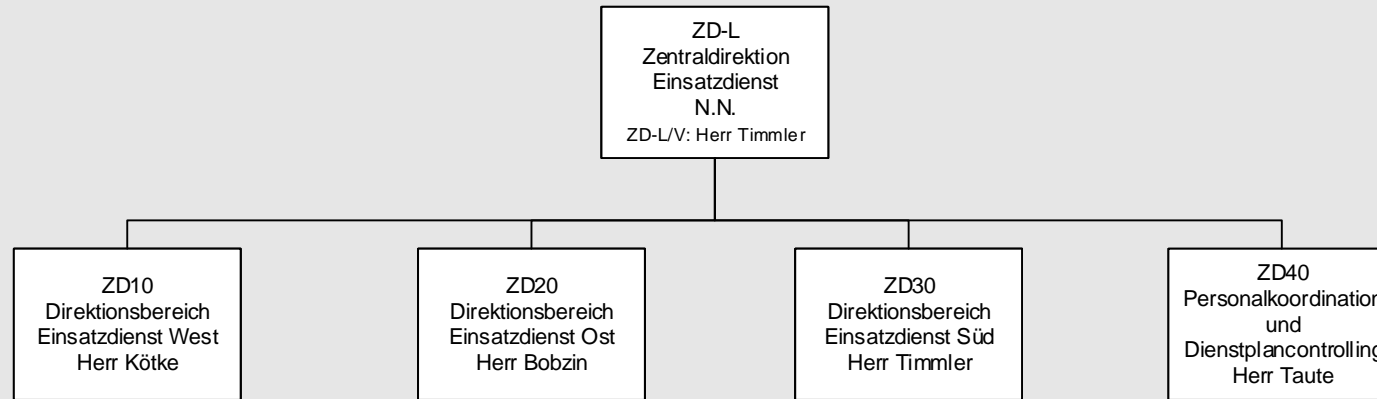 ZD-L
Zentraldirektion
Einsatzdienst
N.N.
ZD-L/V: Herr Timmler
ZD10
Direktionsbereich
Einsatzdienst West
Herr Kötke
ZD20
Direktionsbereich
Einsatzdienst Ost
Herr Bobzin
ZD30
Direktionsbereich
Einsatzdienst Süd
Herr Timmler
ZD40
Personalkoordination
und
Dienstplancontrolling
Herr Taute